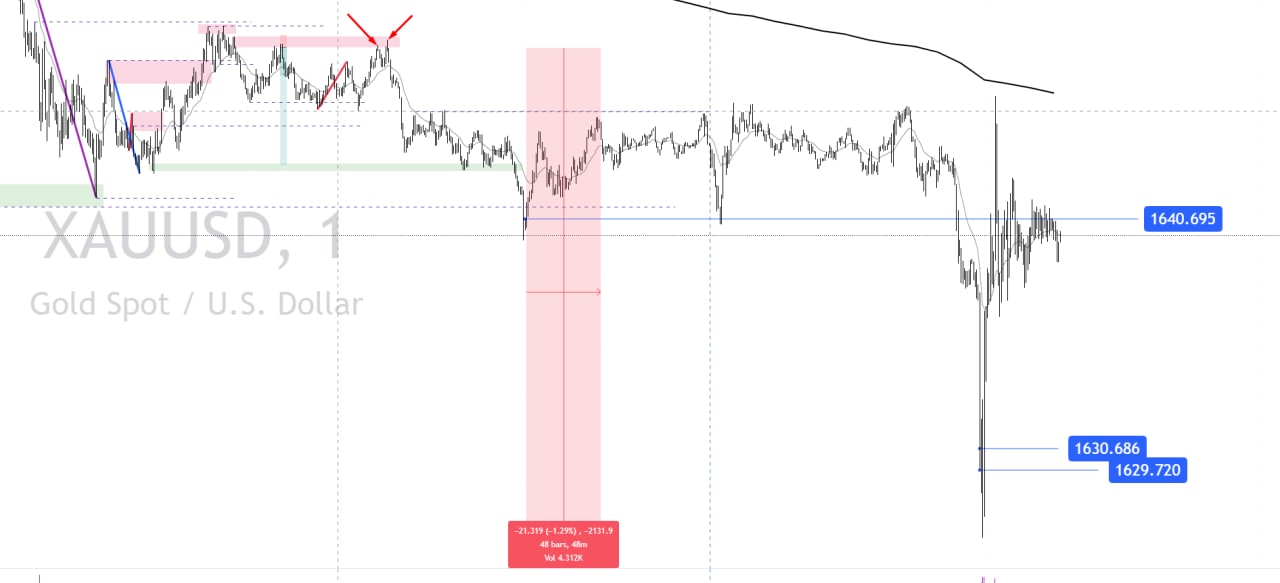 XAUUSD, 1
Gold Spot / U.S. Dollar
1640.695
1630.686
1629.720
−21.319 (−1.29%) , −2131.9
48 bars, 48m
Vol 4.312K